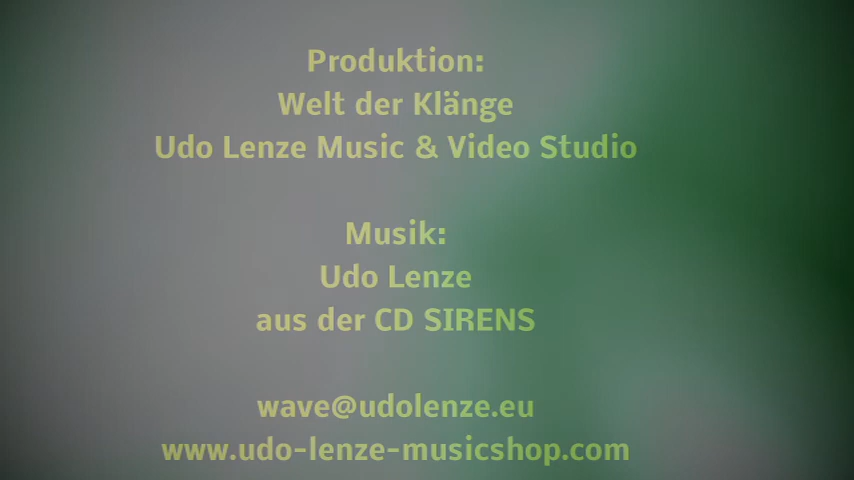 Produktion:
Welt der Klänge
Udo Lenze Music & Video Studio
Musik:
Udo Lenze
aus der CD SIRENS
wave@udolenze.eu
www.udo-lenze-musicshop.com